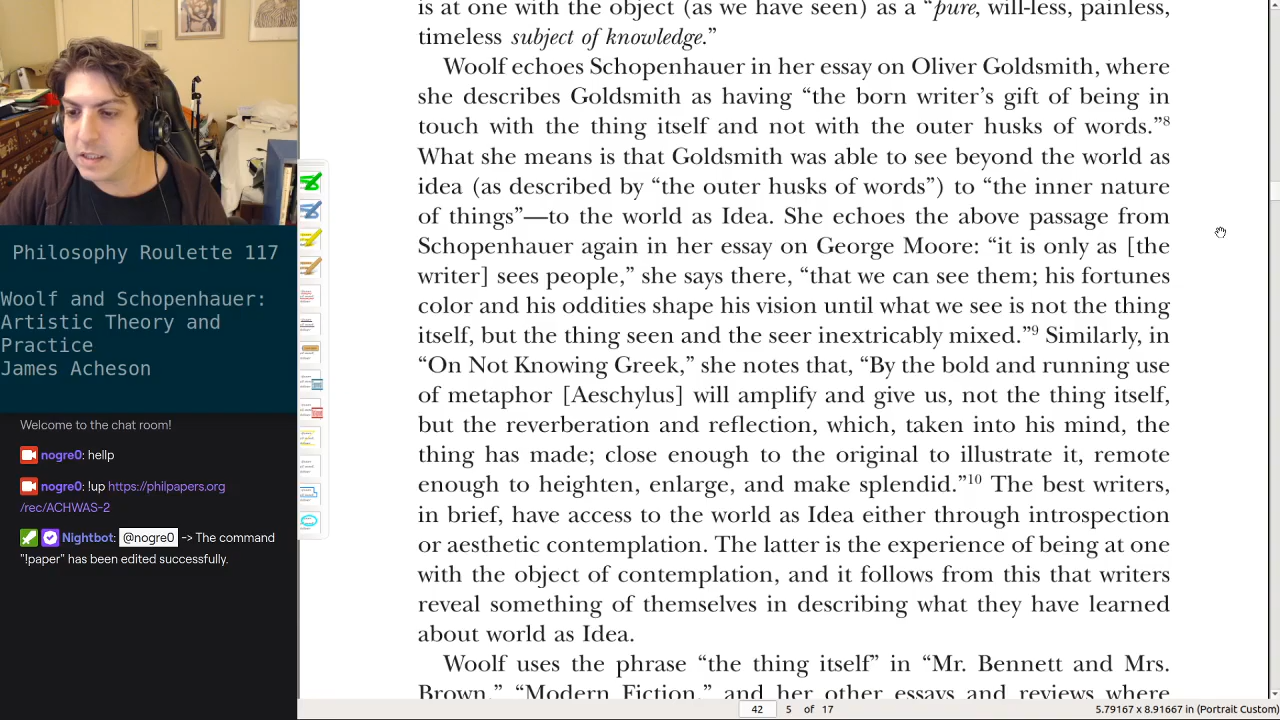 is at one with the object (as we have seen) as a “pure, will-less, painless,
timeless subject of knowledge.”
Woolf echoes Schopenhauer in her essay on Oliver Goldsmith, where
she describes Goldsmith as having “the born writer’s gift of being in
touch with the thing itself and not with the outer husks of words.”8
What she means is that Goldsmith was able to see beyond the world as
idea (as described by “the outer husks of words”) to “the inner nature
of things”—to the world as Idea. She echoes the above passage from
Schopenhauer again in her essay on George Moore: “It is only as [the
writer] sees people,” she says there, “that we can see them; his fortunes
colour and his oddities shape his vision until what we see is not the thing
itself, but the thing seen and the seer inextricably mixed.”9 Similarly, in
“On Not Knowing Greek,” she notes that, “By the bold and running use
of metaphor [Aeschylus] will amplify and give us, not the thing itself,
but the reverberation and reflection which, taken into his mind, the
thing has made; close enough to the original to illustrate it, remote
enough to heighten, enlarge, and make splendid.”10 The best writers
in brief have access to the world as Idea either through introspection
or aesthetic contemplation. The latter is the experience of being at one
with the object of contemplation, and it follows from this that writers
reveal something of themselves in describing what they have learned
about world as Idea.
Woolf uses the phrase “the thing itself” in “Mr. Bennett and Mrs.
Brown,” “Modern Fiction,” and her other essays and reviews where
Philosophy Roulette 117
Woolf and Schopenhauer:
Artistic Theory and
Practice
James Acheson
Welcome to the chat room!
nogre0: hellp
nogre0: !up https://philpapers.org
/rec/ACHWAS-2
Nightbot: @nogre0 -> The command
"!paper" has been edited successfully.
42 5 of 17 5.79167 x 8.91667 in (Portrait Custom)